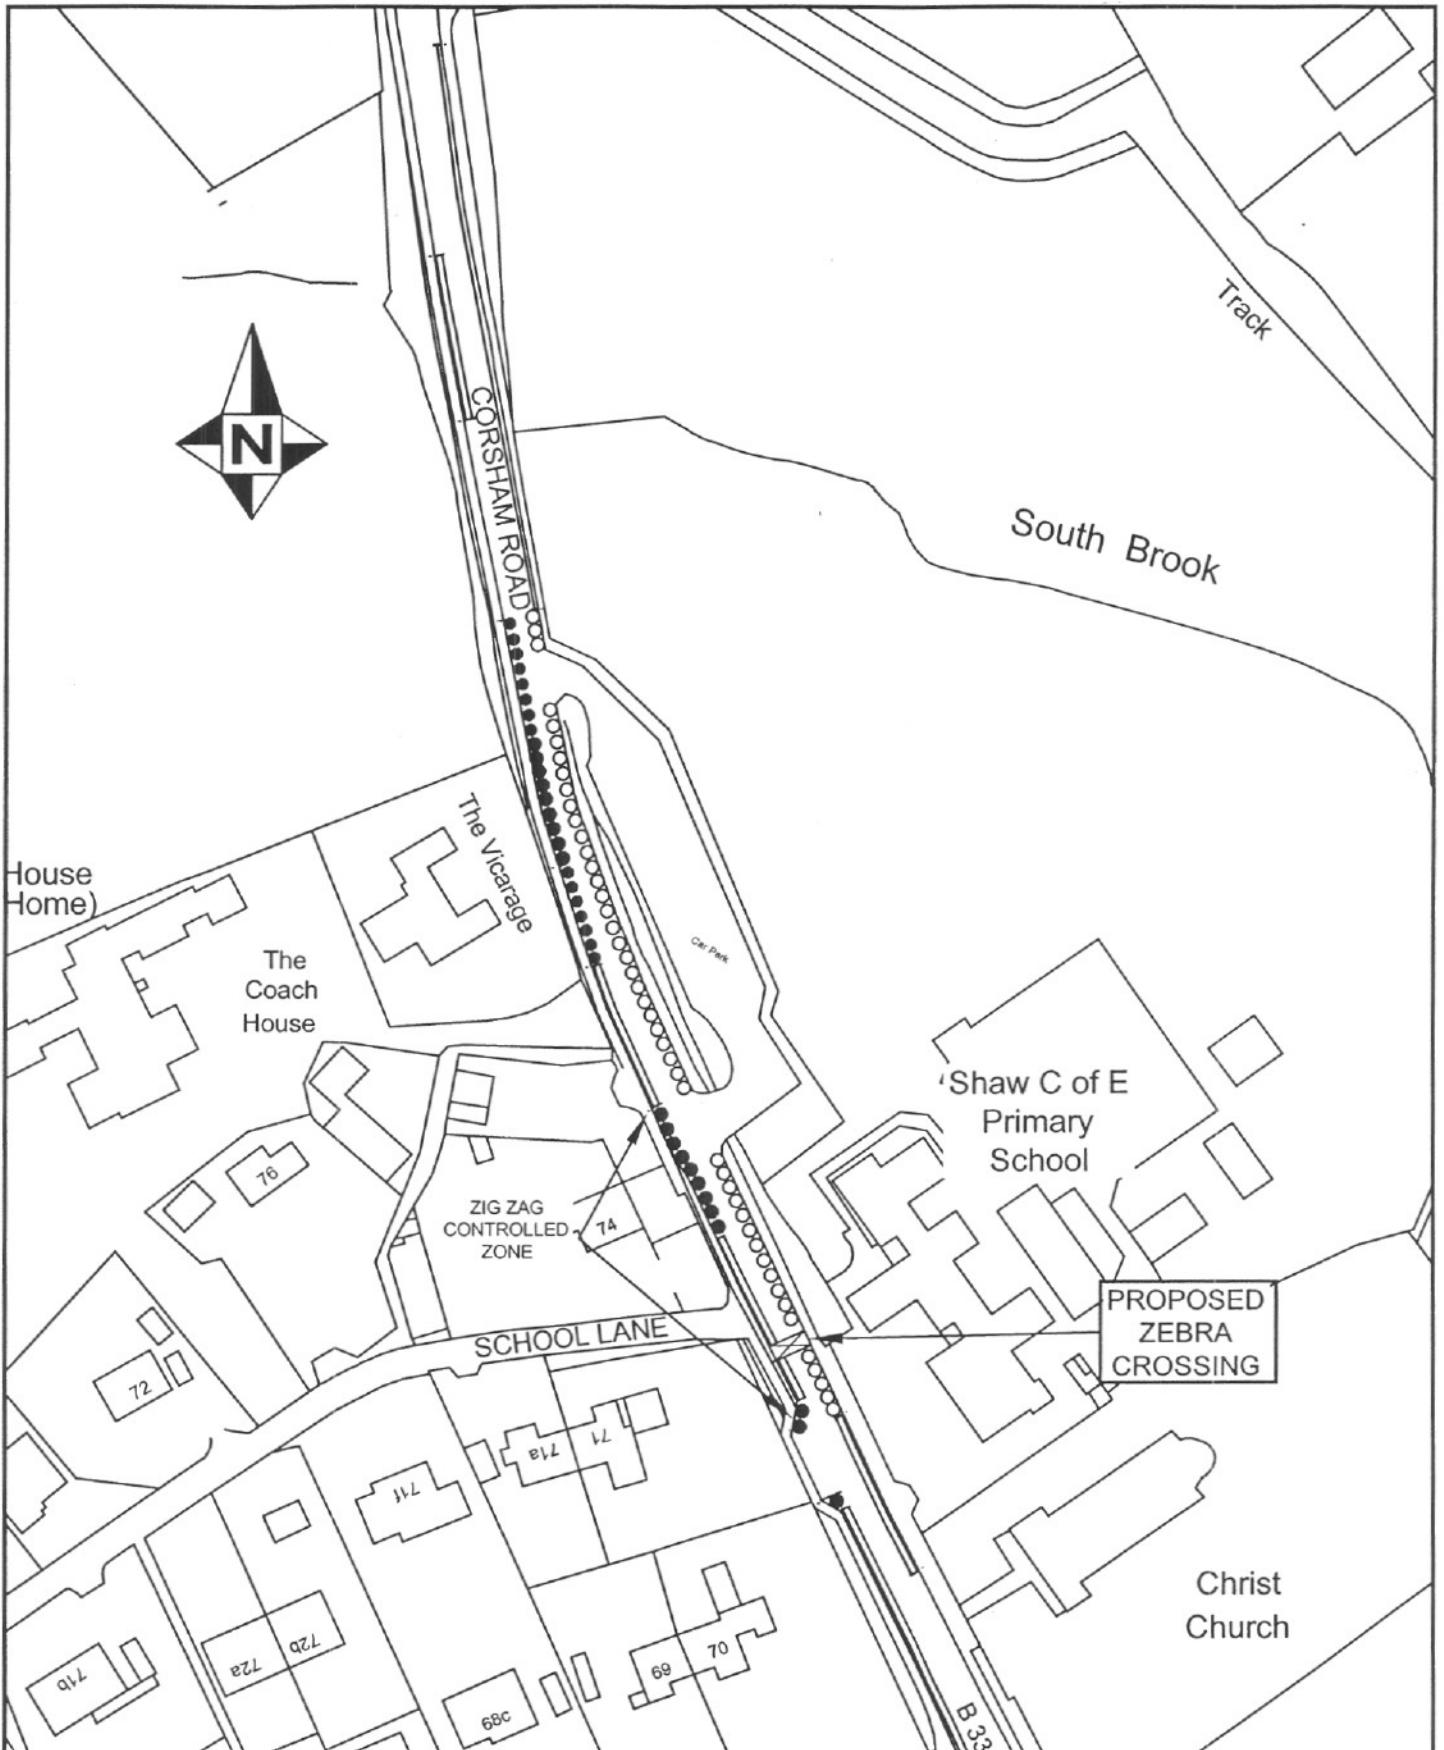 Track
N
CORSHAM ROAD
South Brook
The Vicarage
House
Home)
The
Coach
House
Car Park
Shaw C of E
Primary
School
76
ZIG ZAG
CONTROLLED
ZONE
74
PROPOSED
ZEBRA
CROSSING
SCHOOL LANE
72
71a
71
71f
Christ
Church
72a
72b
71b
69
70
68c
B 33